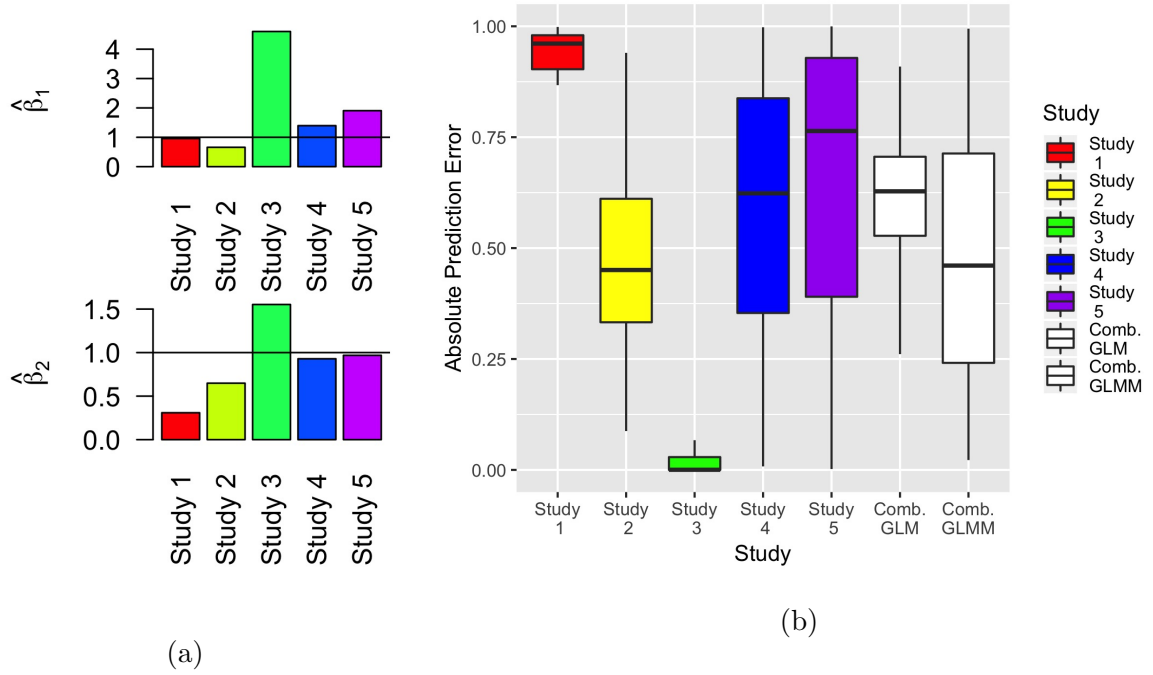 β̂1
4
3
2
1
0
Study 1
Study 2
Study 3
Study 4
Study 5
β̂2
1.5
1.0
0.5
0.0
Study 1
Study 2
Study 3
Study 4
Study 5
(a)
Absolute Prediction Error
1.00
0.75
0.50
0.25
0.00
Study
1
Study
2
Study
3
Study
4
Study
5
Comb.
GLM
Comb.
GLMM
Study
(b)
Study
Study
1
Study
2
Study
3
Study
4
Study
5
Comb.
GLM
Comb.
GLMM